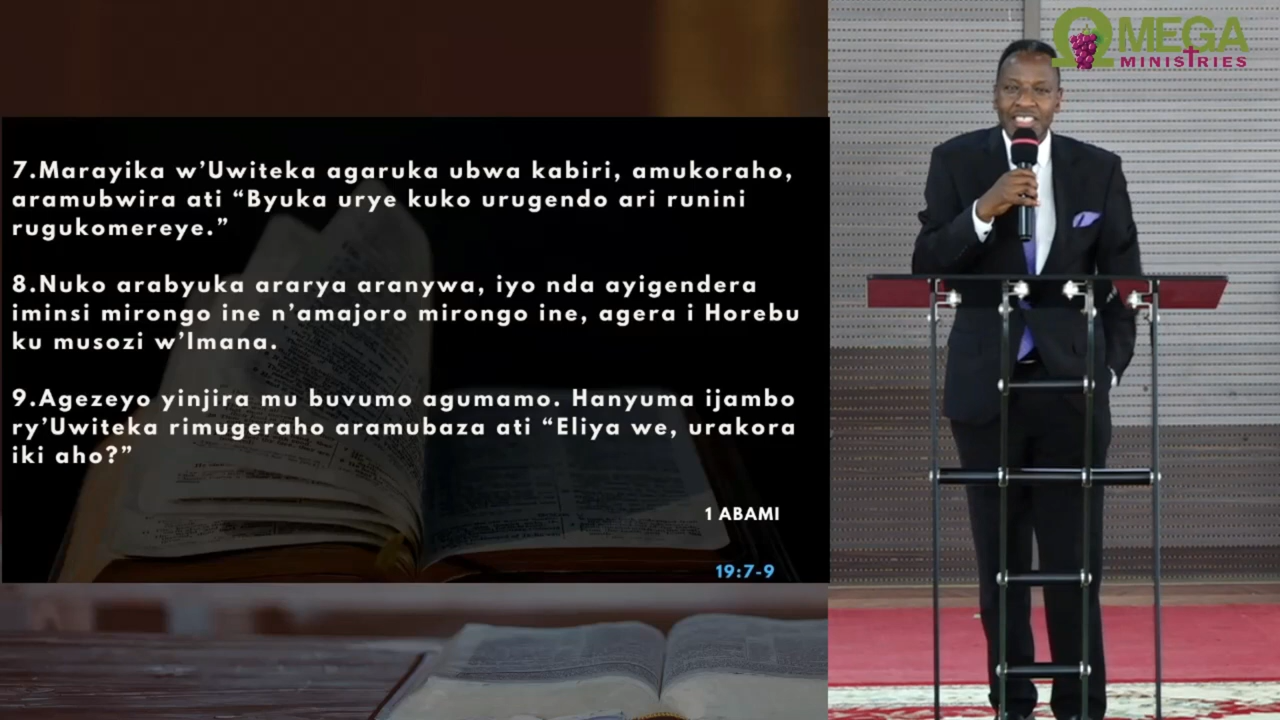 7.Marayika w’Uwiteka agaruka ubwa kabiri, amukoraho,
aramubwira ati “Byuka urye kuko urugendo ari runini
rugukomereye.”
8.Nuko arabyuka ararya aranywa, iyo nda ayigendera
iminsi mirongo ine n’amajoro mirongo ine, agera i Horebu
ku musozi w’Imana.
9.Agezeyo yinjira mu buvumo agumamo. Hanyuma ijambo
ry’Uwiteka rimugeraho aramubaza ati “Eliya we, urakora
iki aho?”
1 ABAMI
19:7-9
ΩMEGA
MINISTRIES